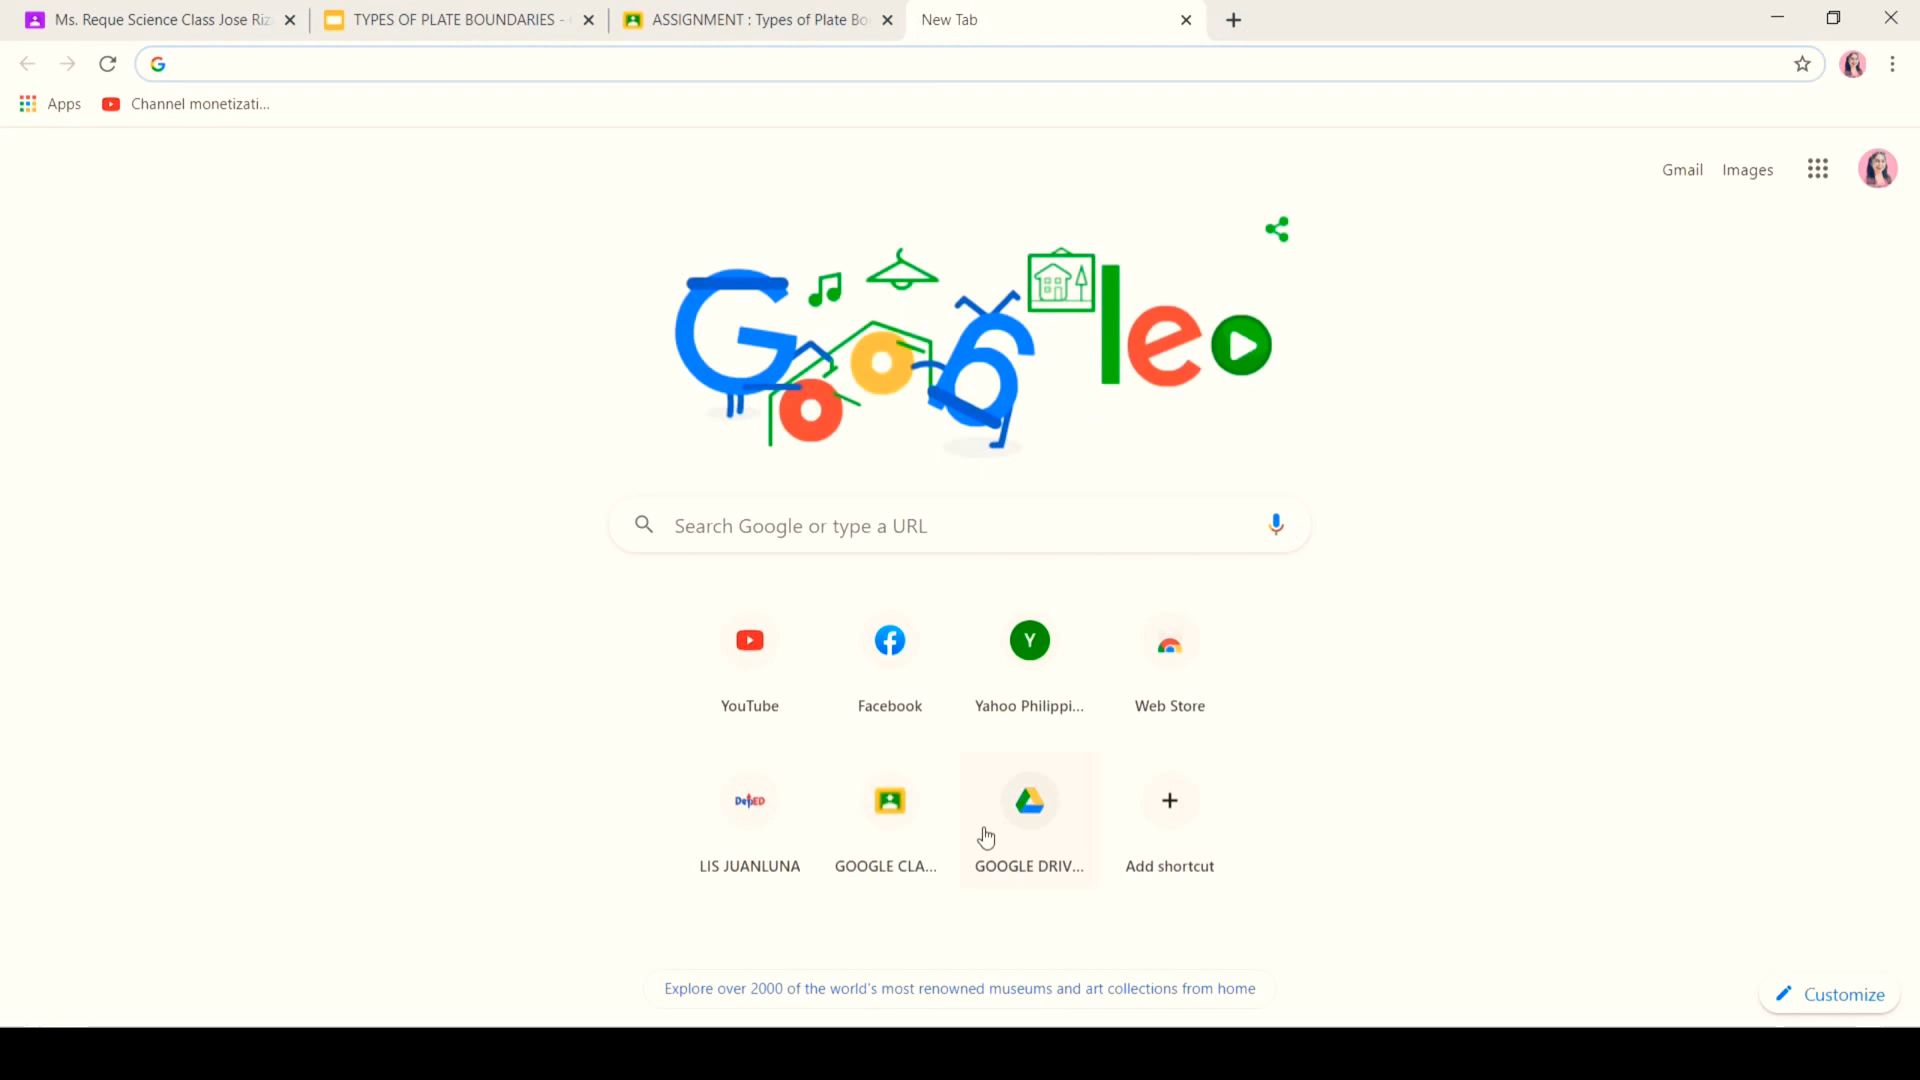 Ms. Reque Science Class Jose Riz
TYPES OF PLATE BOUNDARIES -
ASSIGNMENT : Types of Plate Bo
New Tab
Apps
Channel monetizati...
Gmail
Images
Search Google or type a URL
Y
YouTube
Facebook
Yahoo Philippi...
Web Store
DepED
LIS JUANLUNA
GOOGLE CLA...
GOOGLE DRIV...
Add shortcut
Explore over 2000 of the world's most renowned museums and art collections from home
Customize